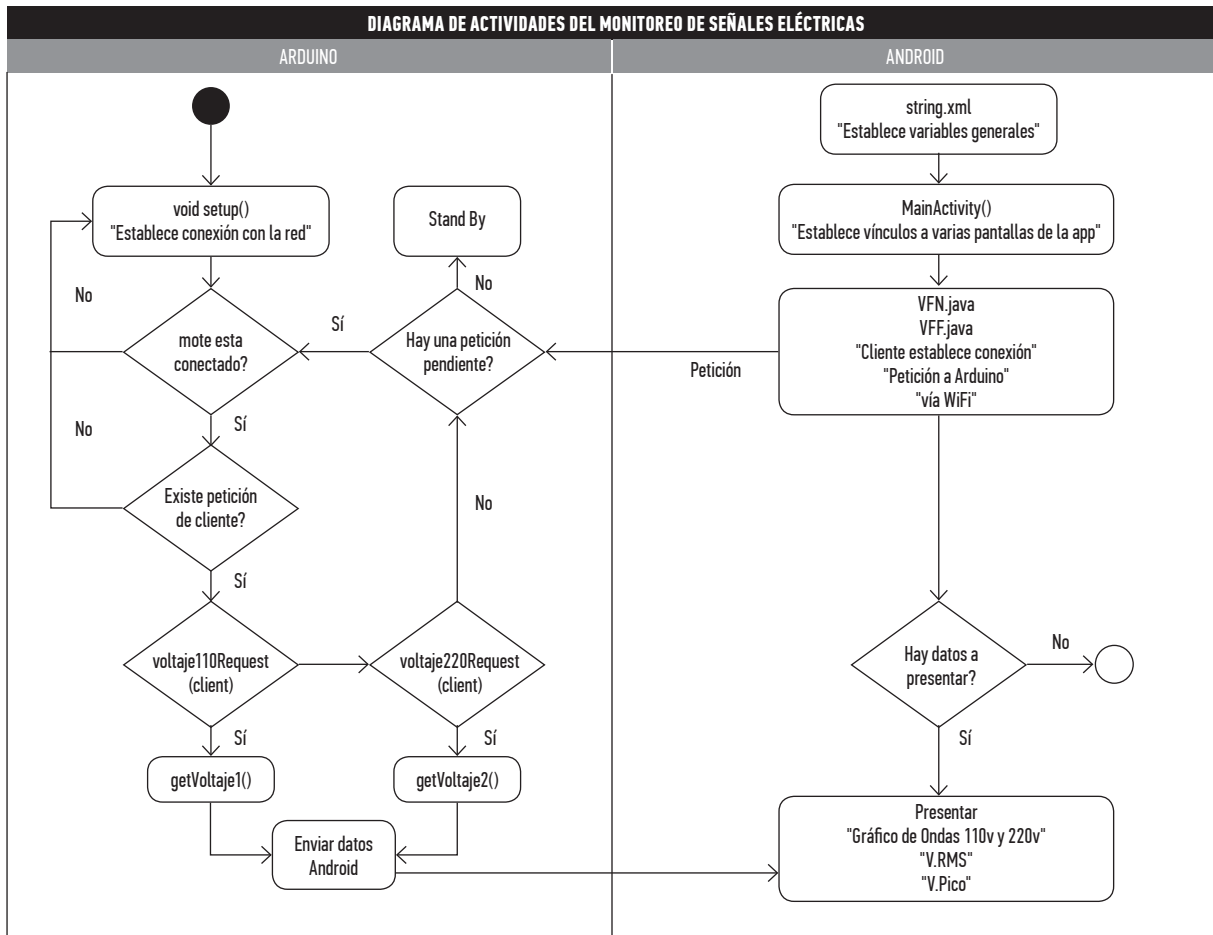 DIAGRAMA DE ACTIVIDADES DEL MONITOREO DE SEÑALES ELÉCTRICAS
ARDUINO
ANDROID
void setup()
"Establece conexión con la red"
Stand By
No
No
mote esta
conectado?
Sí
Hay una petición
pendiente?
Sí
No
Existe petición
de cliente?
No
Sí
voltaje110Request
(client)
voltaje220Request
(client)
Sí
Sí
getVoltaje1()
getVoltaje2()
Enviar datos
Android
string.xml
"Establece variables generales"
MainActivity()
"Establece vínculos a varias pantallas de la app"
VFN.java
VFF.java
"Cliente establece conexión"
"Petición a Arduino"
"vía WiFi"
Petición
Hay datos a
presentar?
No
Sí
Presentar
"Gráfico de Ondas 110v y 220v"
"V.RMS"
"V.Pico"